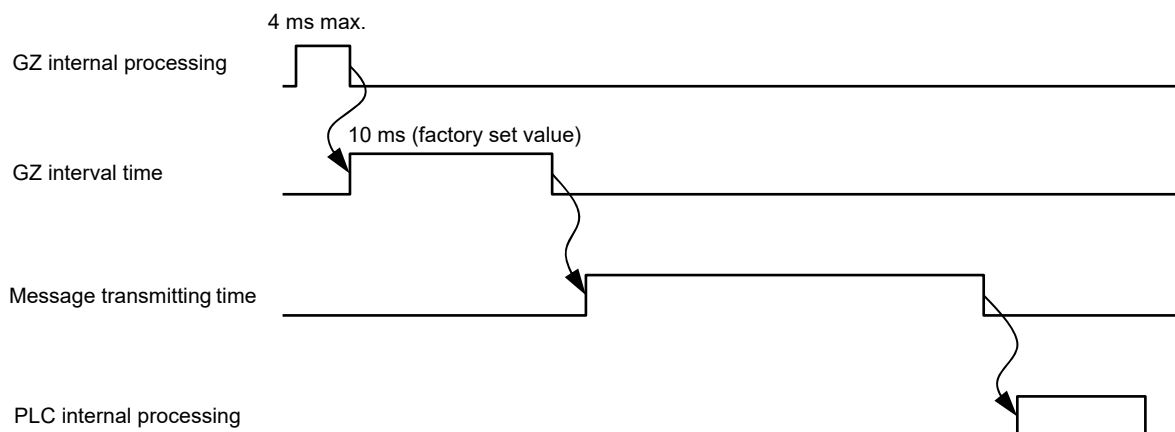 4 ms max.
GZ internal processing
10 ms (factory set value)
GZ interval time
Message transmitting time
PLC internal processing